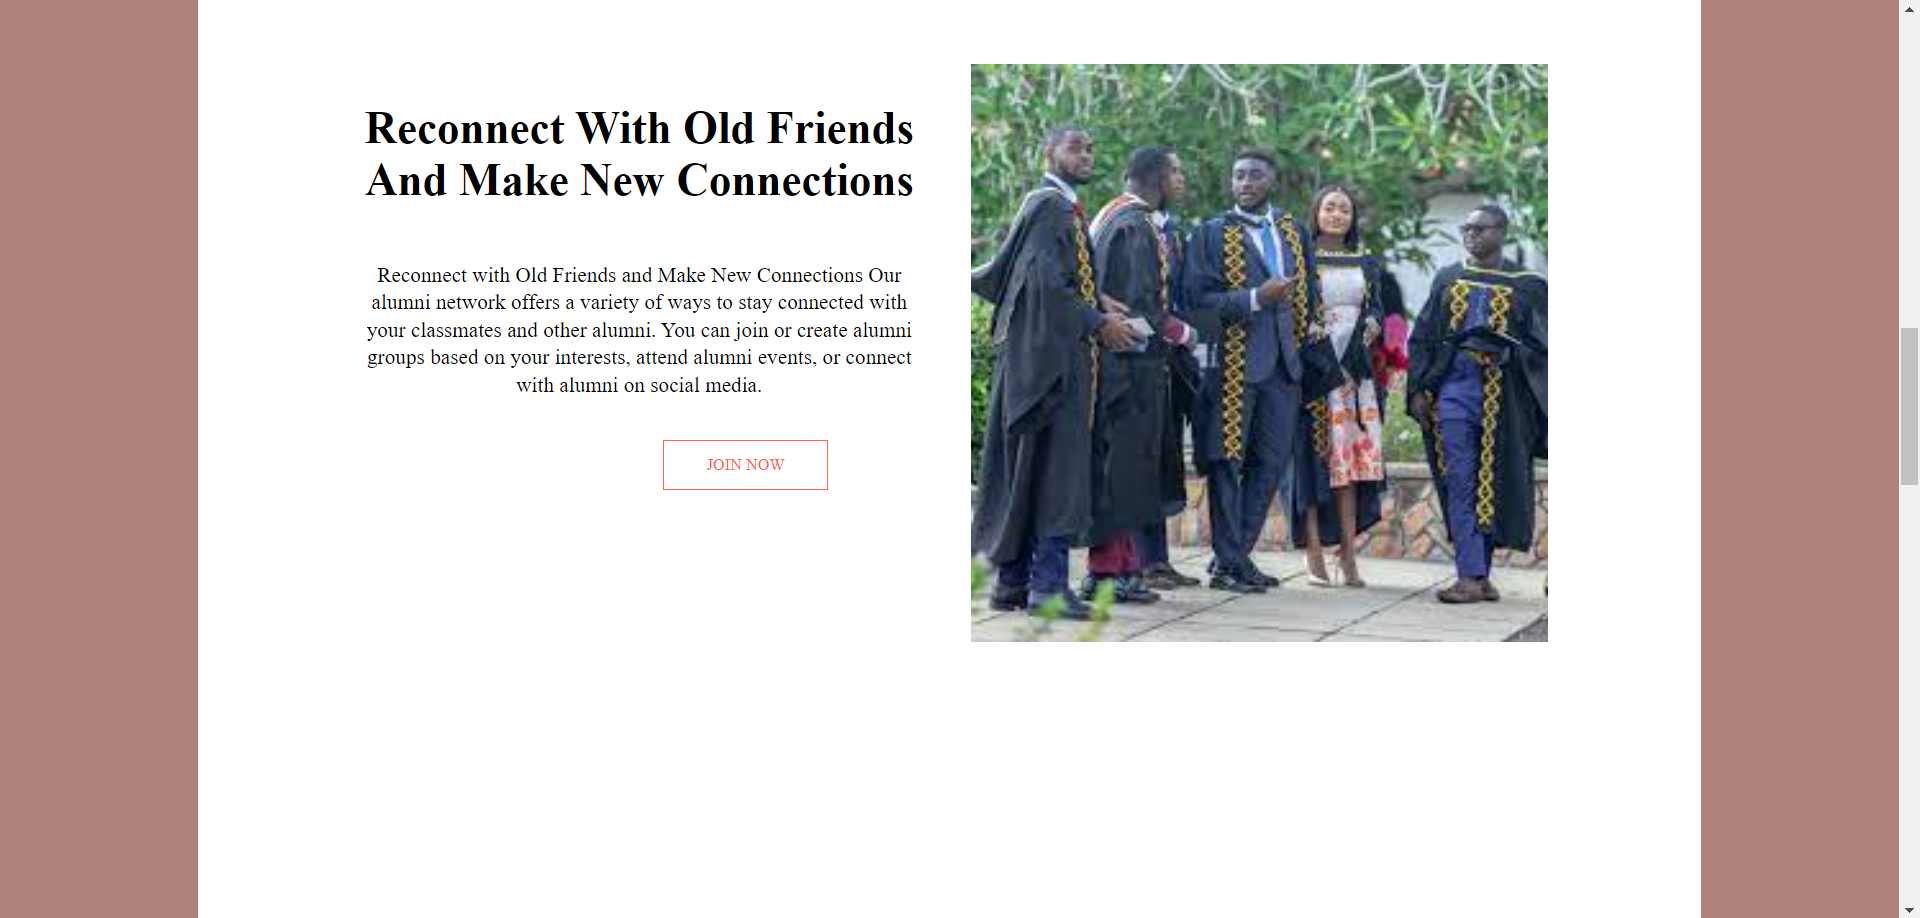 Reconnect With Old Friends
And Make New Connections
Reconnect with Old Friends and Make New Connections Our
alumni network offers a variety of ways to stay connected with
your classmates and other alumni. You can join or create alumni
groups based on your interests, attend alumni events, or connect
with alumni on social media.
JOIN NOW